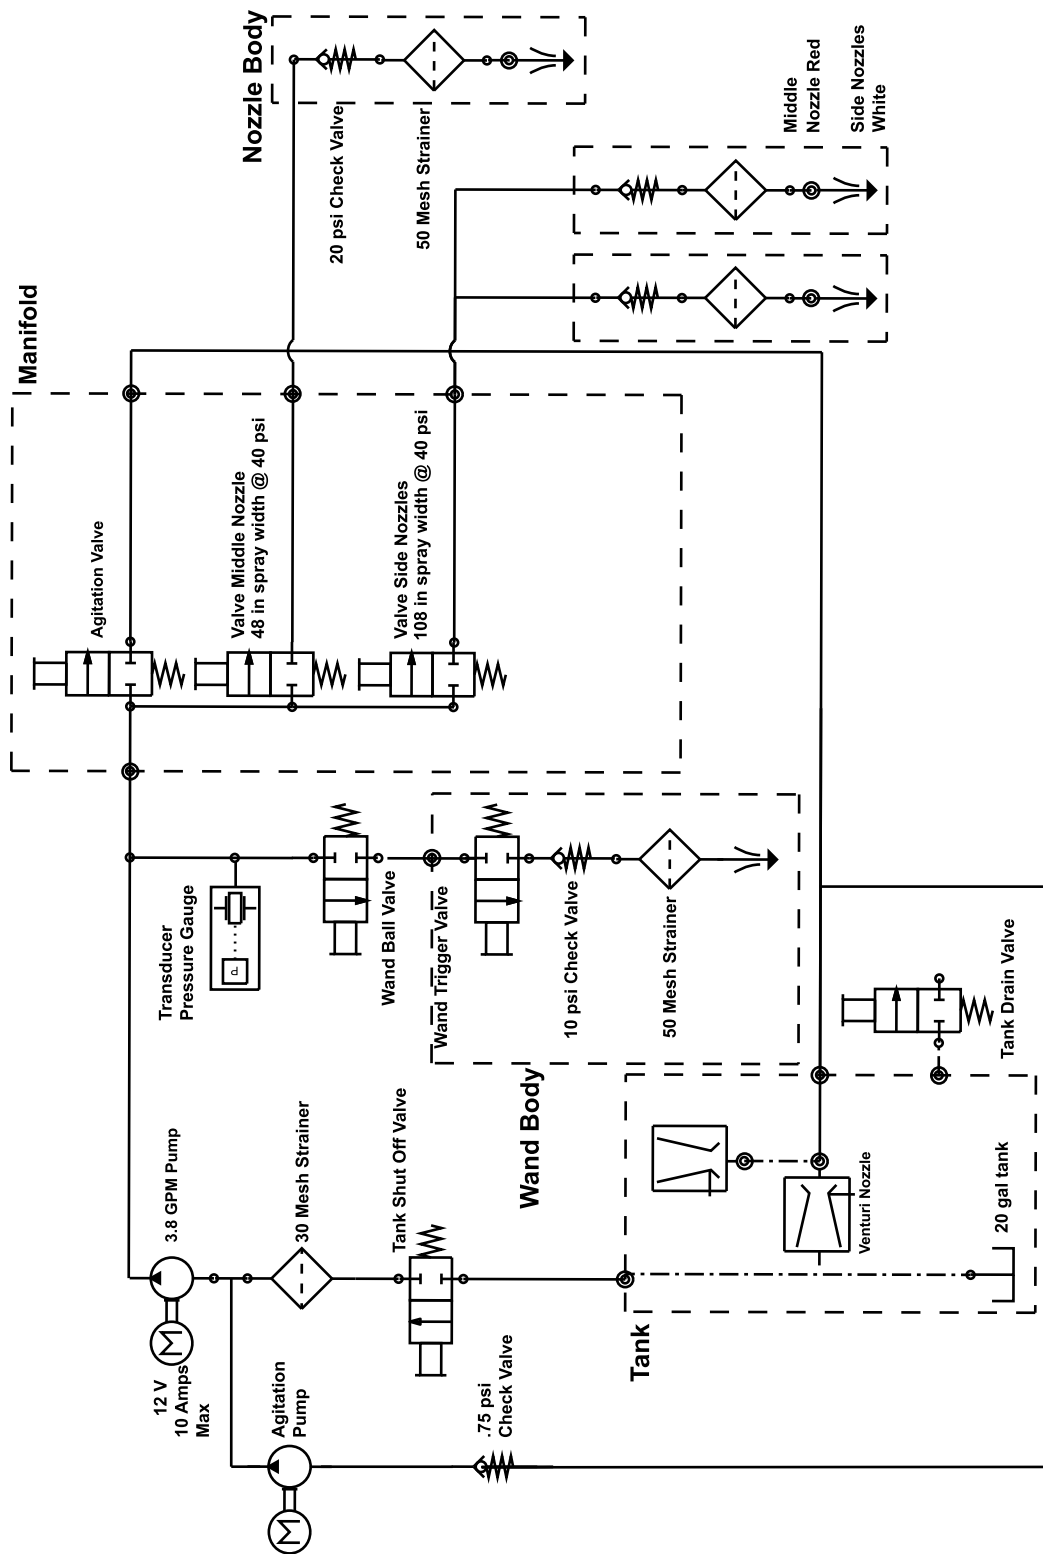 Nozzle Body
20 psi Check Valve
50 Mesh Strainer
Middle
Nozzle Red
Side Nozzles
White
Manifold
Agitation Valve
Valve Middle Nozzle
48 in spray width @ 40 psi
Valve Side Nozzles
108 in spray width @ 40 psi
Transducer
Pressure Gauge
P
Wand Ball Valve
Wand Trigger Valve
10 psi Check Valve
50 Mesh Strainer
Wand Body
Tank Drain Valve
3.8 GPM Pump
30 Mesh Strainer
Tank Shut Off Valve
Venturi Nozzle
20 gal tank
Tank
M
12 V
10 Amps
Max
Agitation
Pump
.75 psi
Check Valve
M